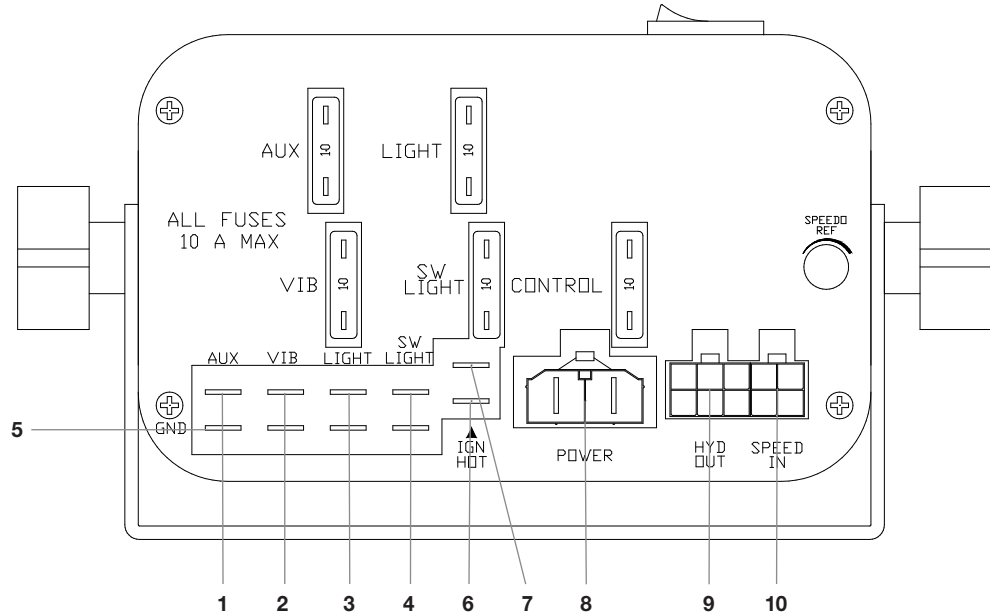 AUX
10
LIGHT
10
ALL FUSES
10 A MAX
SPEEDO
REF
VIB
10
SW
LIGHT
10
CONTROL
10
AUX
VIB
LIGHT
SW
LIGHT
5
GND
IGN
HOT
POWER
HYD
OUT
SPEED
IN
1
2
3
4
6
7
8
9
10